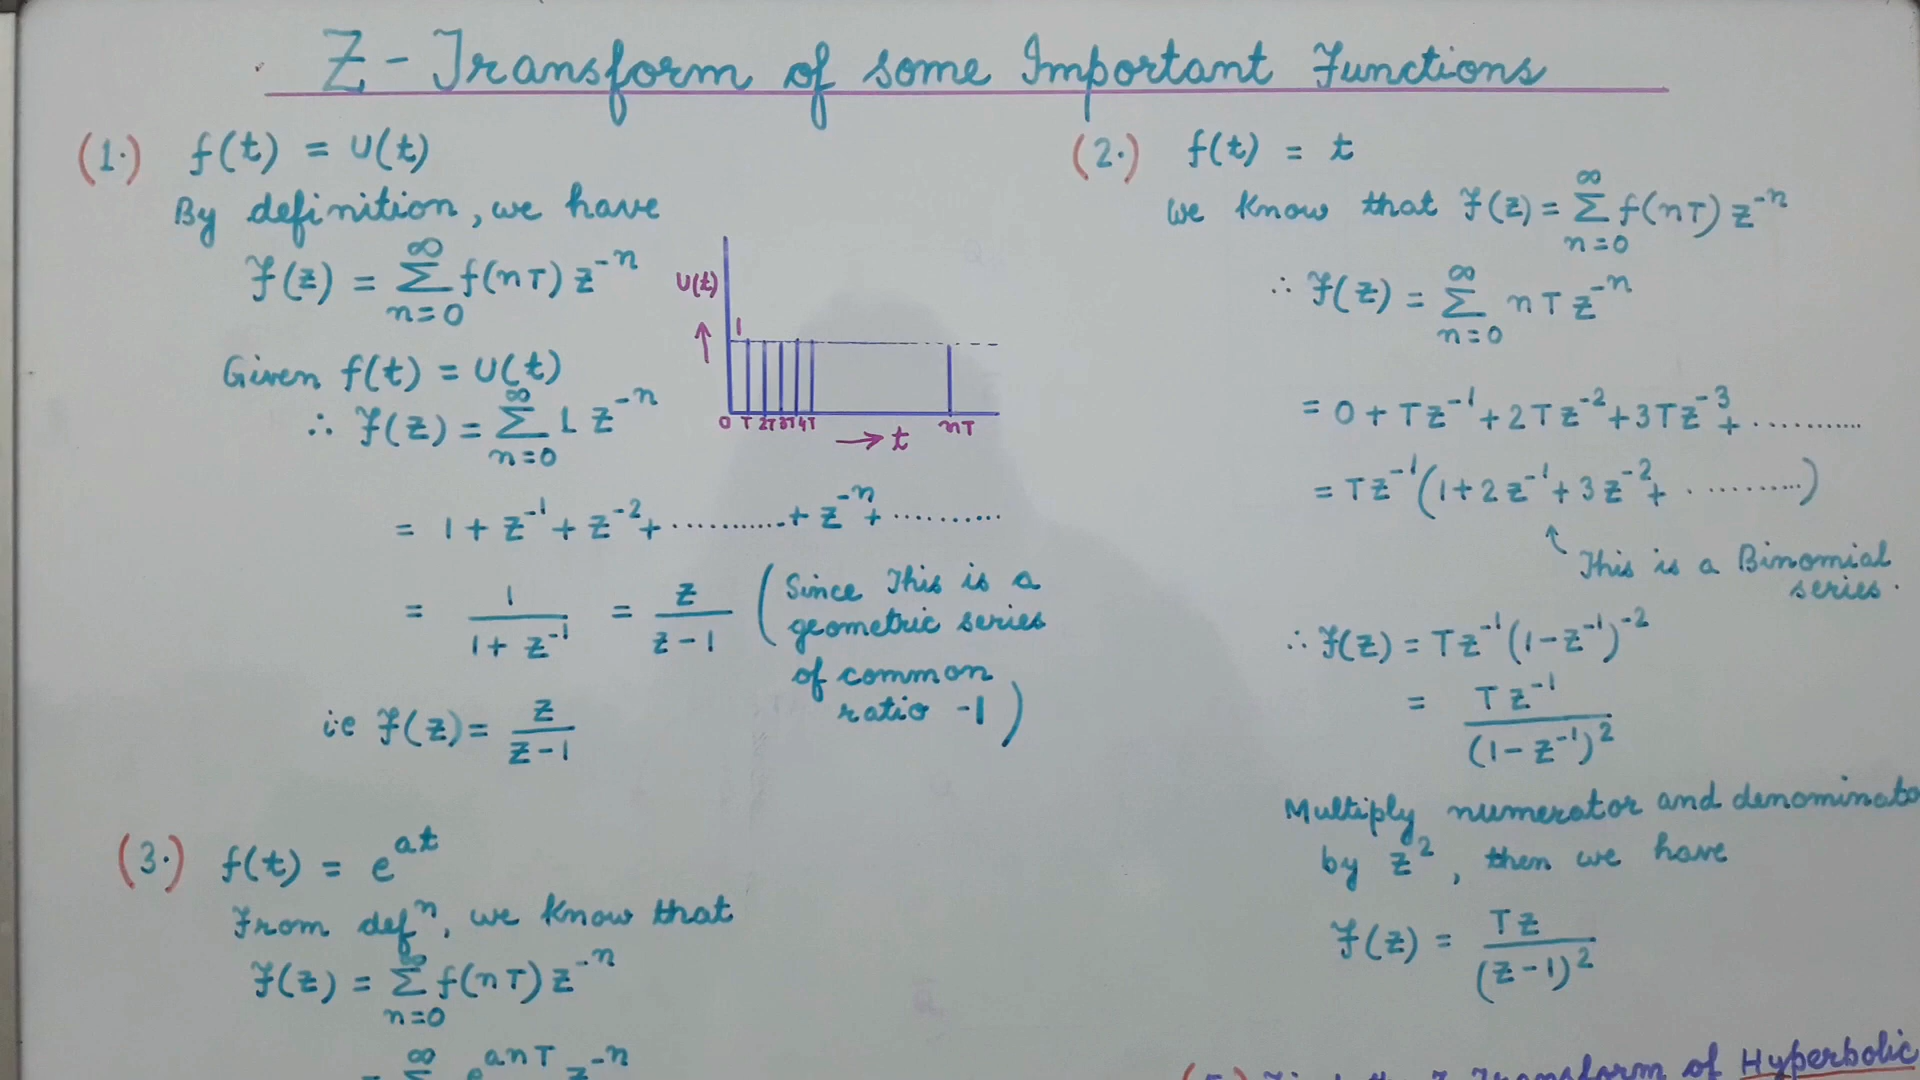 Z - Transform of some Important Functions
(1.) f(t) = U(t)
By definition, we have
F(z) = ∑_{n=0}^{∞} f(nT) z^{-n}
Given f(t) = U(t)
∴ F(z) = ∑_{n=0}^{∞} 1 z^{-n}
U(t)
↑
1
0 T 2T 3T 4T nT
→ t
= 1 + z^{-1} + z^{-2} + ........... + z^{-n} + ..........
= 1/(1 + z^{-1}) = z/(z - 1) (Since This is a
geometric series
of common
ratio -1)
ie F(z) = z/(z - 1)
(2.) f(t) = t
We know that F(z) = ∑_{n=0}^{∞} f(nT) z^{-n}
∴ F(z) = ∑_{n=0}^{∞} nT z^{-n}
= 0 + Tz^{-1} + 2Tz^{-2} + 3Tz^{-3} + ...........
= Tz^{-1} (1 + 2z^{-1} + 3z^{-2} + ..........)
↑ This is a Binomial
series.
∴ F(z) = Tz^{-1} (1 - z^{-1})^{-2}
= Tz^{-1}/(1 - z^{-1})^2
Multiply numerator and denominato
by z^2, then we have
F(z) = Tz/(z - 1)^2
(3.) f(t) = e^{at}
From def^n, we know that
F(z) = ∑_{n=0}^{∞} f(nT) z^{-n}
= ∑^{∞} e^{anT} z^{-n}
Transform of Hyperbolic